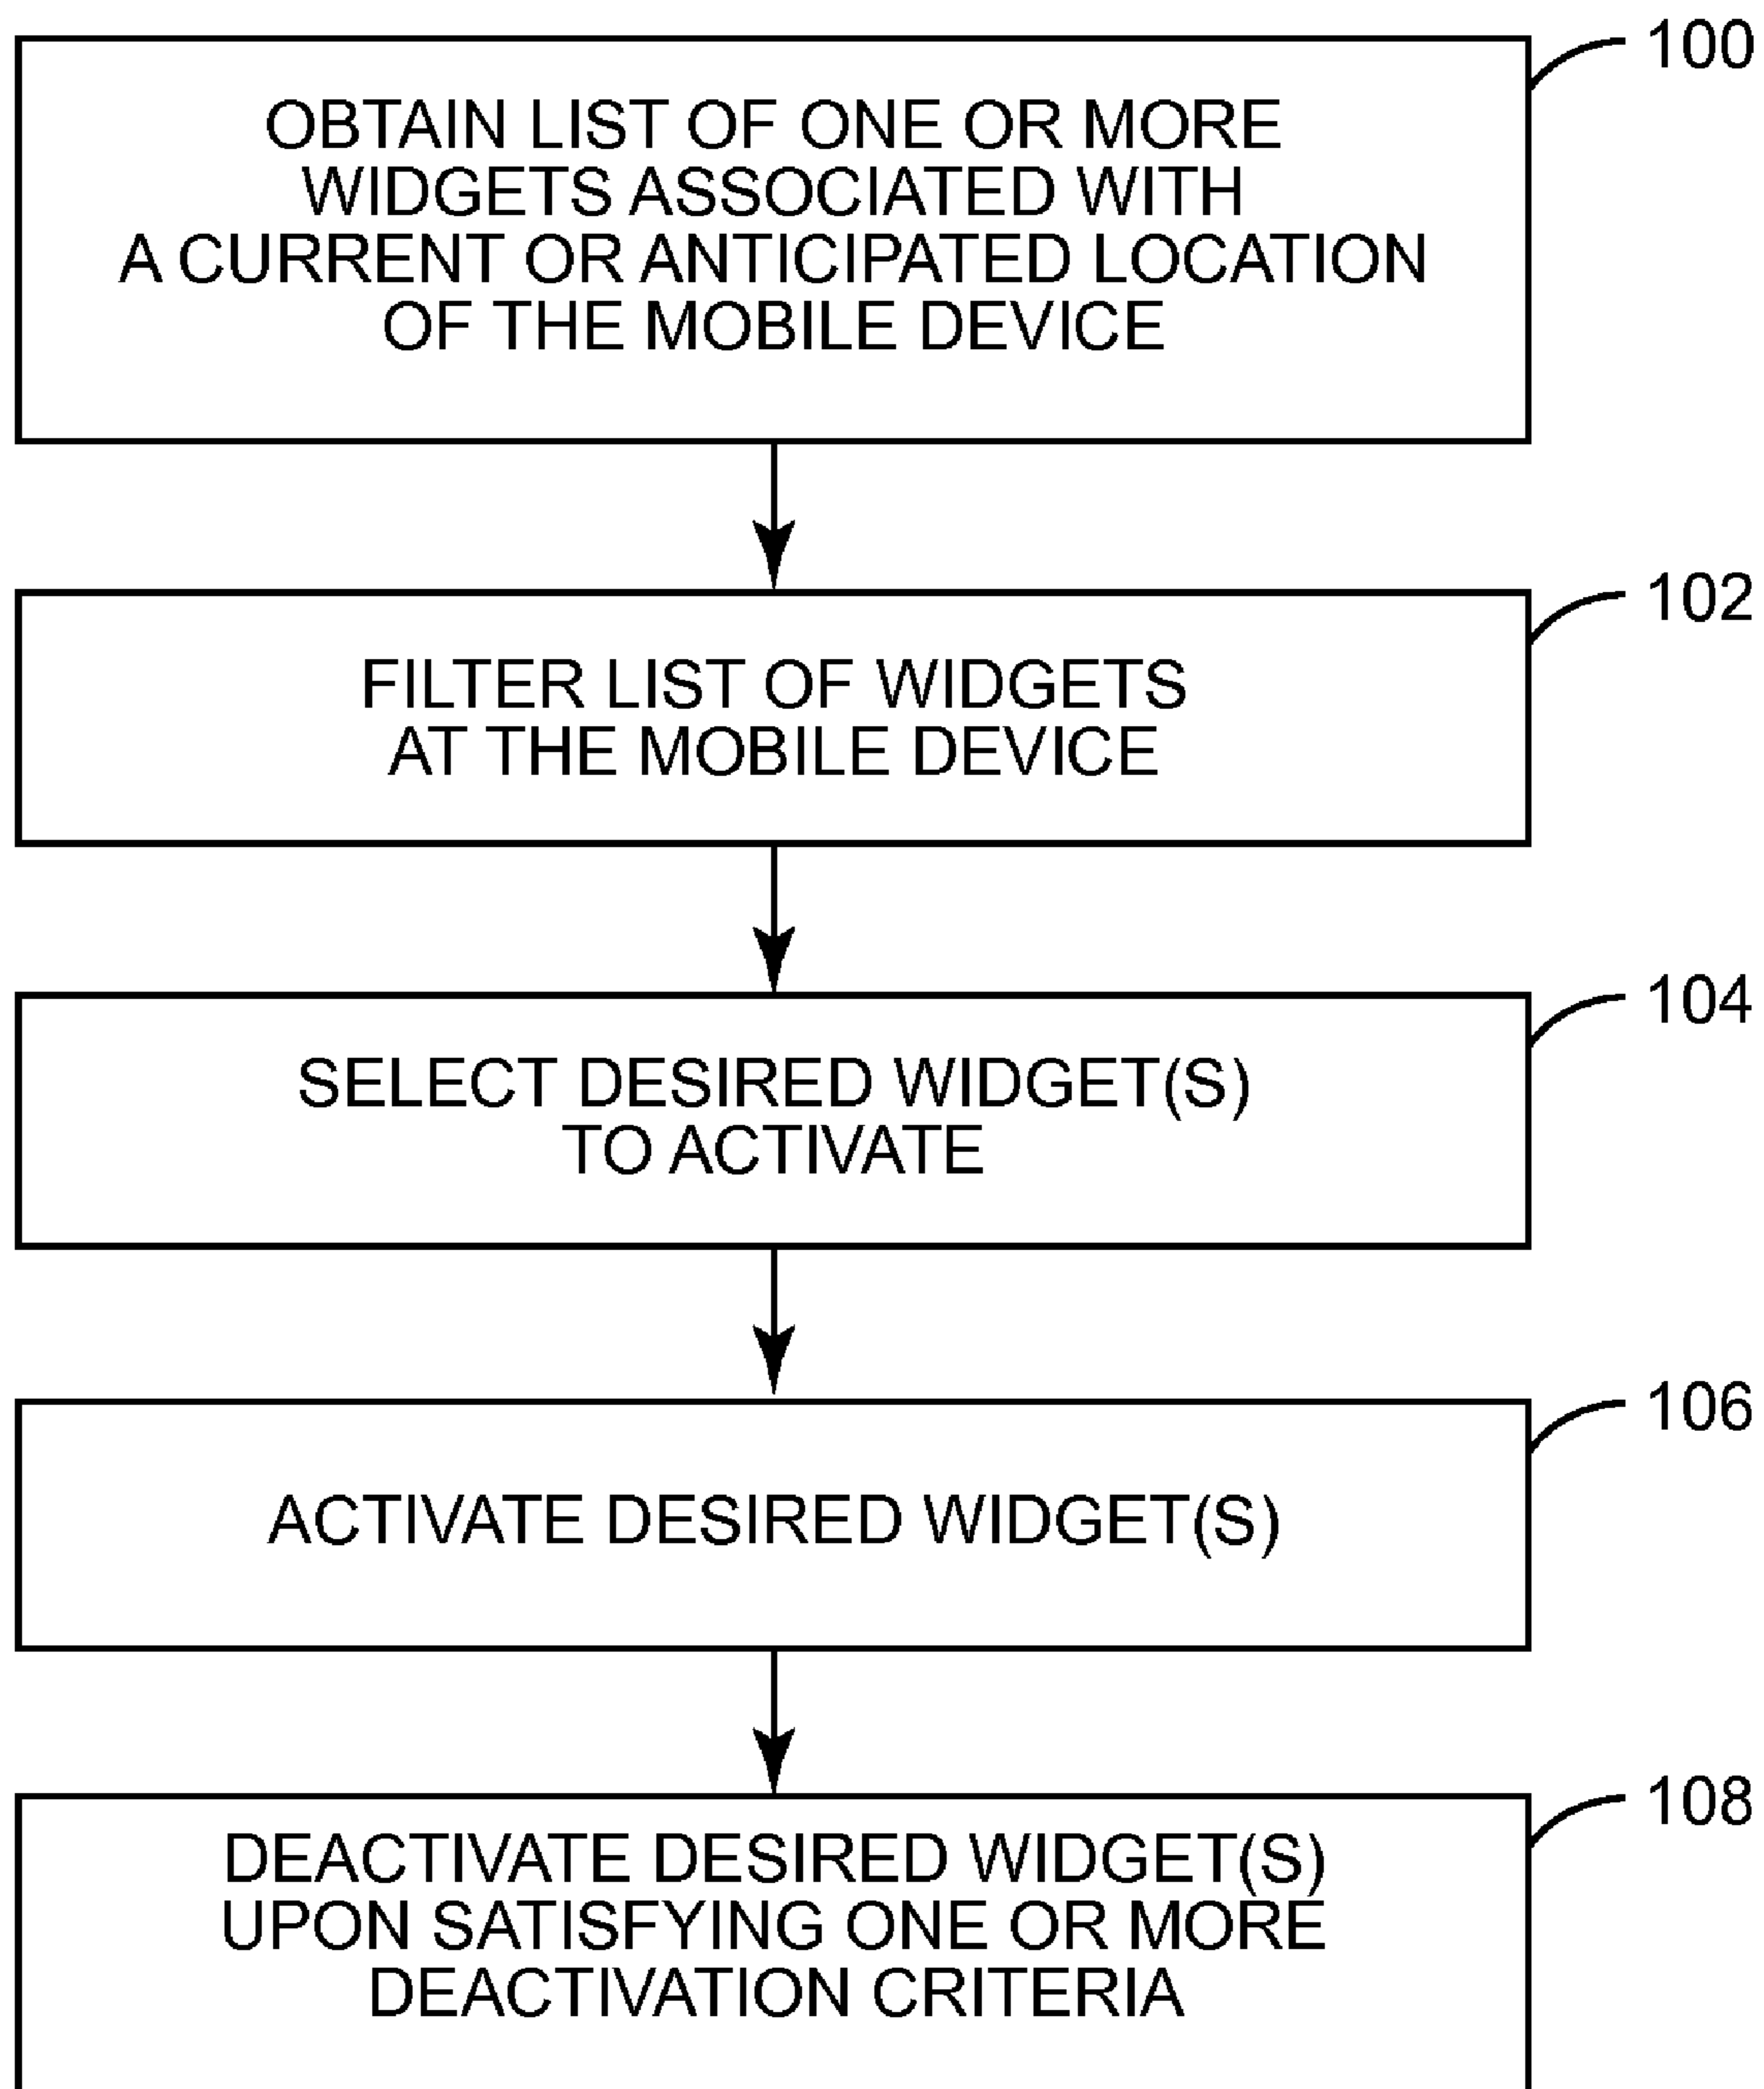 100
OBTAIN LIST OF ONE OR MORE
WIDGETS ASSOCIATED WITH
A CURRENT OR ANTICIPATED LOCATION
OF THE MOBILE DEVICE
102
FILTER LIST OF WIDGETS
AT THE MOBILE DEVICE
104
SELECT DESIRED WIDGET(S)
TO ACTIVATE
106
ACTIVATE DESIRED WIDGET(S)
108
DEACTIVATE DESIRED WIDGET(S)
UPON SATISFYING ONE OR MORE
DEACTIVATION CRITERIA